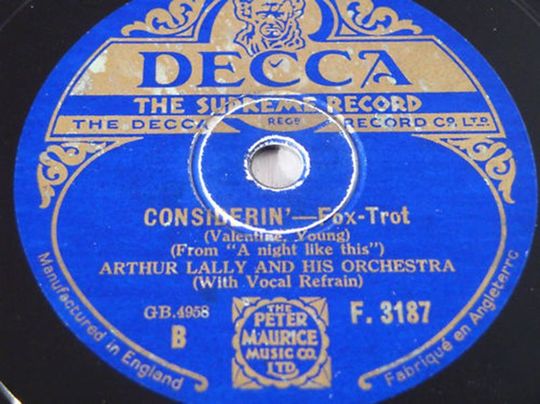 DECCA
THE SUPREME RECORD
THE DECCA REGD RECORD CO. LTD.
CONSIDERIN'—Fox-Trot
(Valentine, Young)
(From "A night like this")
ARTHUR LALLY AND HIS ORCHESTRA
(With Vocal Refrain)
GB.4958
B
THE
PETER
MAURICE
MUSIC CO.
LTD
F. 3187
Manufactured in England
Fabriqué en Angleterre